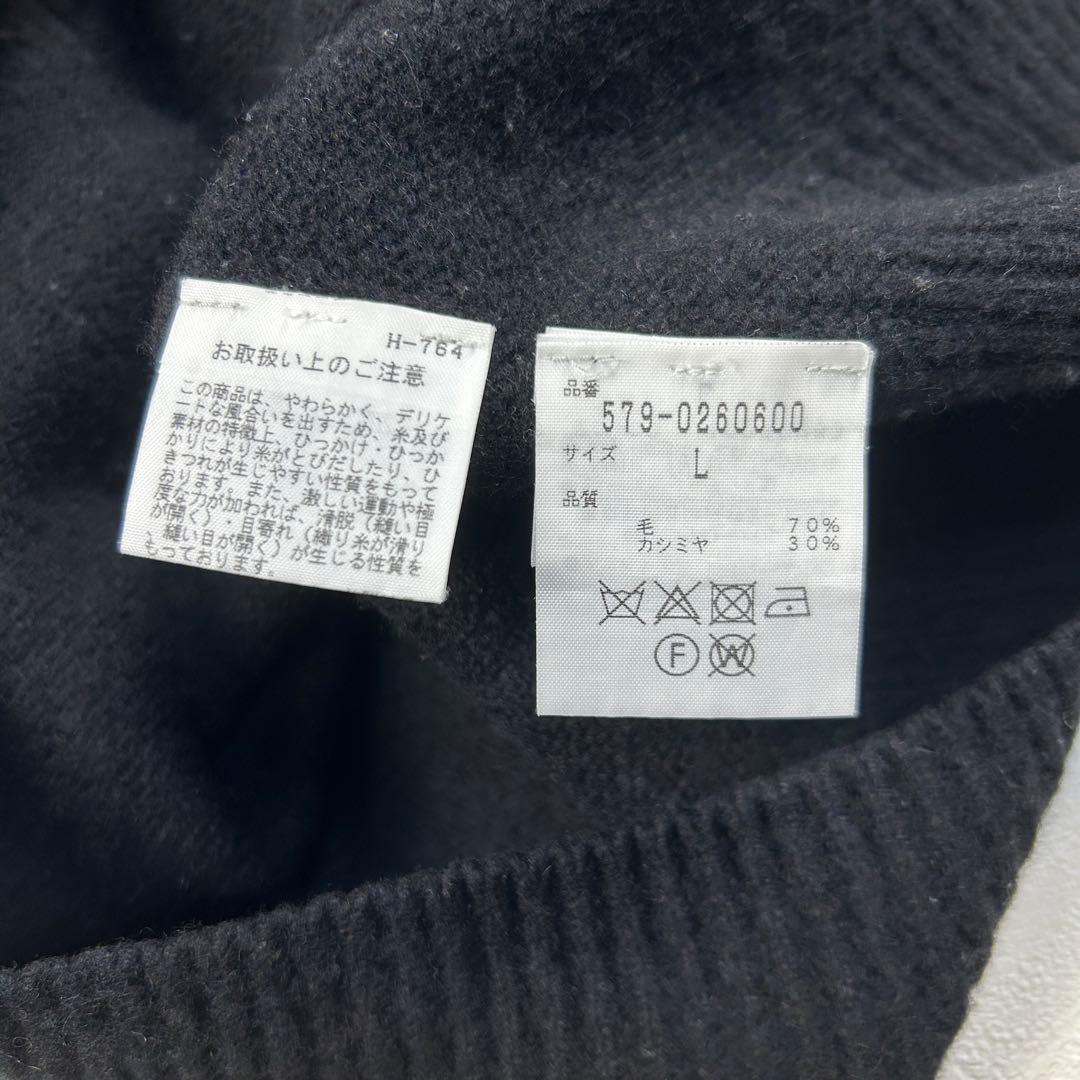 H-764
お取扱い上のご注意
この商品は、やわらかく、デリケ
ートな風合いを出すため、糸及び
素材の特徴上、ひっかけ・ひっか
かりにより糸がとびだしたり、ひ
きつれが生じやすい性質をもって
おります。また、激しい運動や極
度な力が加われば、滑脱(縫い目
が開く)・目寄れ(織り糸が滑り
、縫い目が開く)が生じる性質を
もっております。
品番
579-0260600
サイズ
L
品質
毛 70%
カシミヤ 30%
F
W